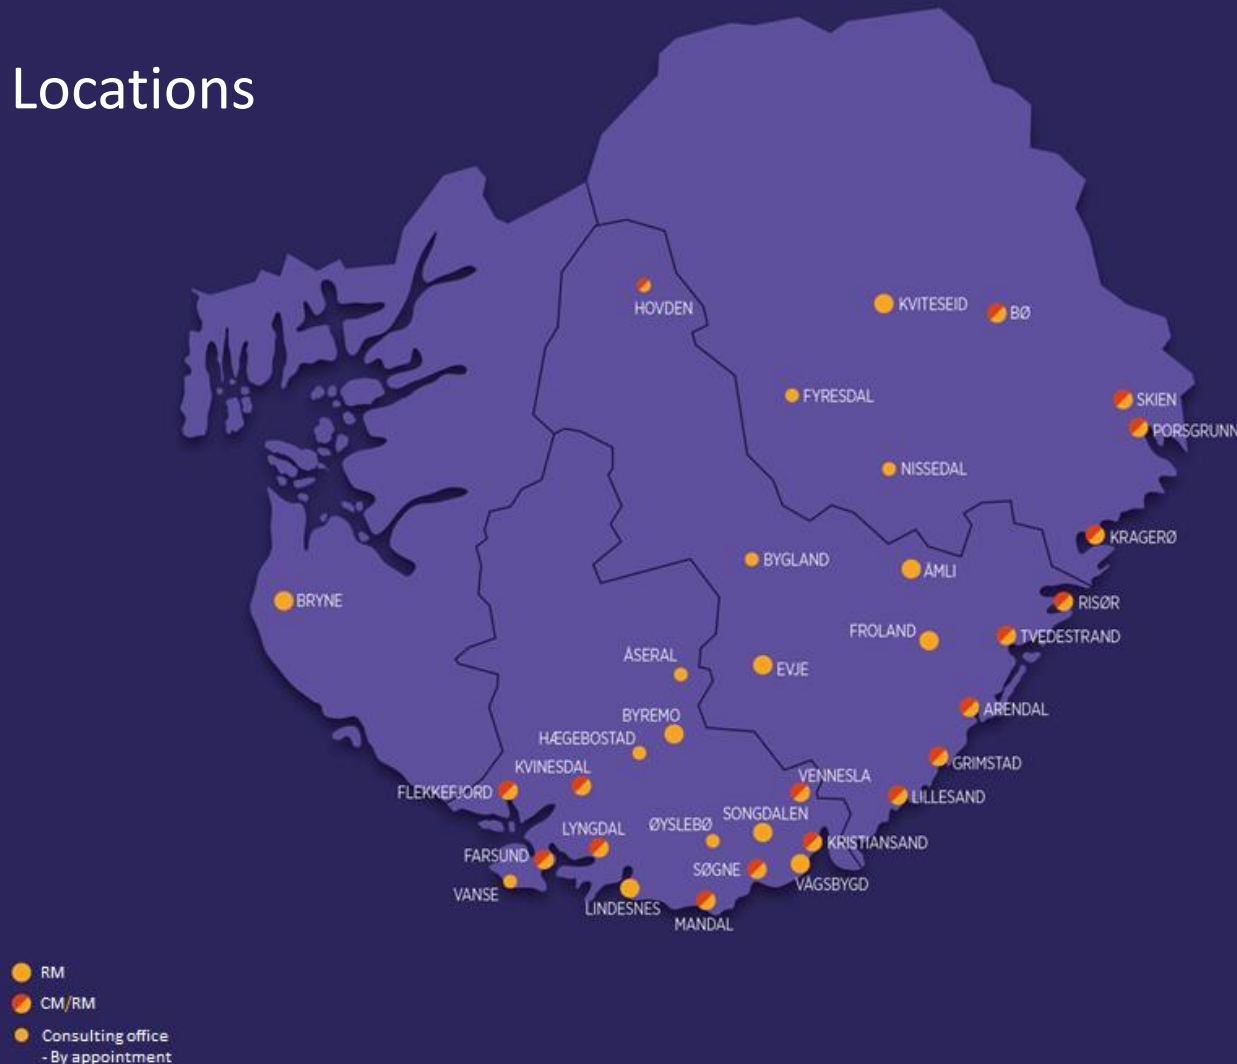 Locations
HOVDEN
KVITESEID
BØ
FYRESDAL
SKIEN
PORSGRUNN
NISSEDAL
KRAGERØ
BYGLAND
ÅMLI
BRYNE
RISØR
FROLAND
TVEDESTRAND
ÅSERAL
EVJE
BYREMO
ARENDAL
HÆGEBOSTAD
GRIMSTAD
KVINESDAL
VENNESLA
FLEKKEFJORD
LILLESAND
SONGDALEN
ØYSLEBØ
LYNGDAL
KRISTIANSAND
FARSUND
SØGNE
VÅGSBYGD
VANSE
LINDESNES
MANDAL
RM
CM/RM
Consulting office
- By appointment